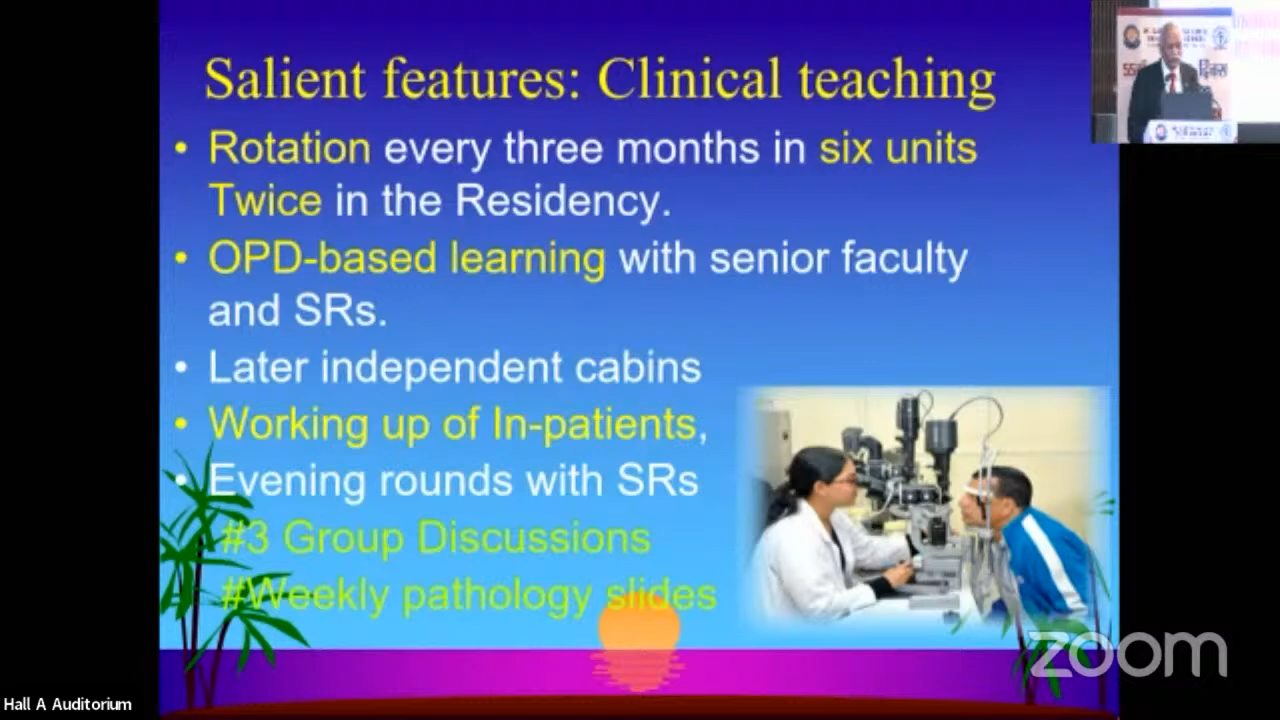 Salient features: Clinical teaching
• Rotation every three months in six units
Twice in the Residency.
• OPD-based learning with senior faculty
and SRs.
• Later independent cabins
• Working up of In-patients,
• Evening rounds with SRs
#3 Group Discussions
#Weekly pathology slides
zoom
Hall A Auditorium